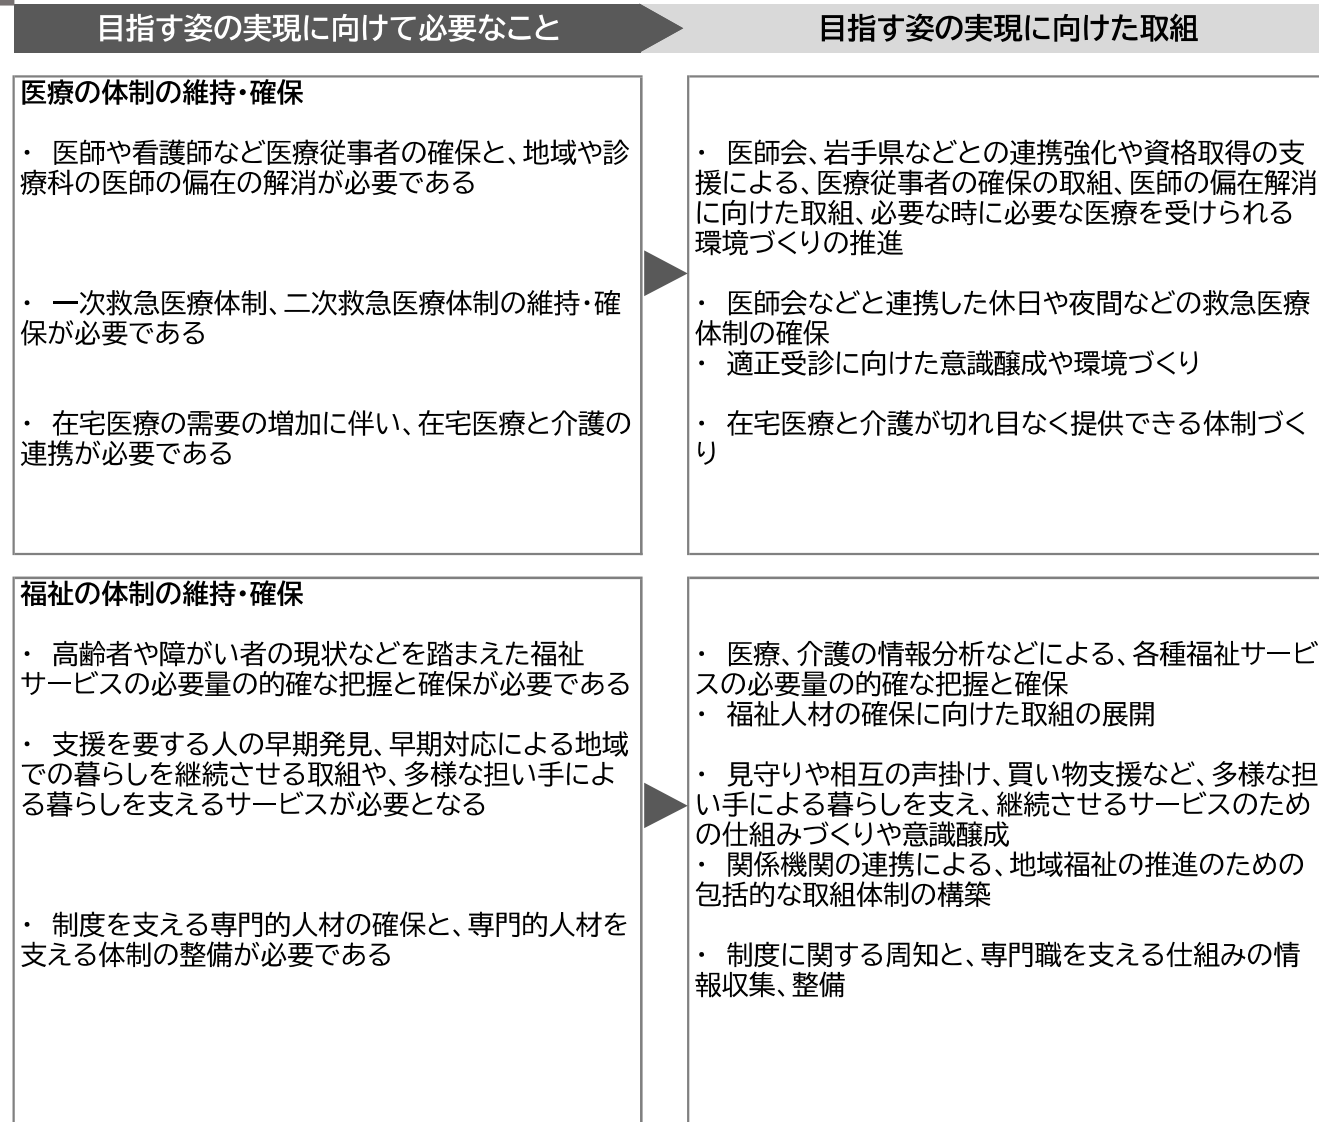 目指す姿の実現に向けて必要なこと
目指す姿の実現に向けた取組
医療の体制の維持・確保
・ 医師や看護師など医療従事者の確保と、地域や診
療科の医師の偏在の解消が必要である
・ 一次救急医療体制、二次救急医療体制の維持・確
保が必要である
・ 在宅医療の需要の増加に伴い、在宅医療と介護の
連携が必要である
・ 医師会、岩手県などとの連携強化や資格取得の支
援による、医療従事者の確保の取組、医師の偏在解消
に向けた取組、必要な時に必要な医療を受けられる
環境づくりの推進
・ 医師会などと連携した休日や夜間などの救急医療
体制の確保
・ 適正受診に向けた意識醸成や環境づくり
・ 在宅医療と介護が切れ目なく提供できる体制づく
り
福祉の体制の維持・確保
・ 高齢者や障がい者の現状などを踏まえた福祉
サービスの必要量の的確な把握と確保が必要である
・ 支援を要する人の早期発見、早期対応による地域
での暮らしを継続させる取組や、多様な担い手によ
る暮らしを支えるサービスが必要となる
・ 制度を支える専門的人材の確保と、専門的人材を
支える体制の整備が必要である
・ 医療、介護の情報分析などによる、各種福祉サービ
スの必要量の的確な把握と確保
・ 福祉人材の確保に向けた取組の展開
・ 見守りや相互の声掛け、買い物支援など、多様な担
い手による暮らしを支え、継続させるサービスのため
の仕組みづくりや意識醸成
・ 関係機関の連携による、地域福祉の推進のための
包括的な取組体制の構築
・ 制度に関する周知と、専門職を支える仕組みの情
報収集、整備